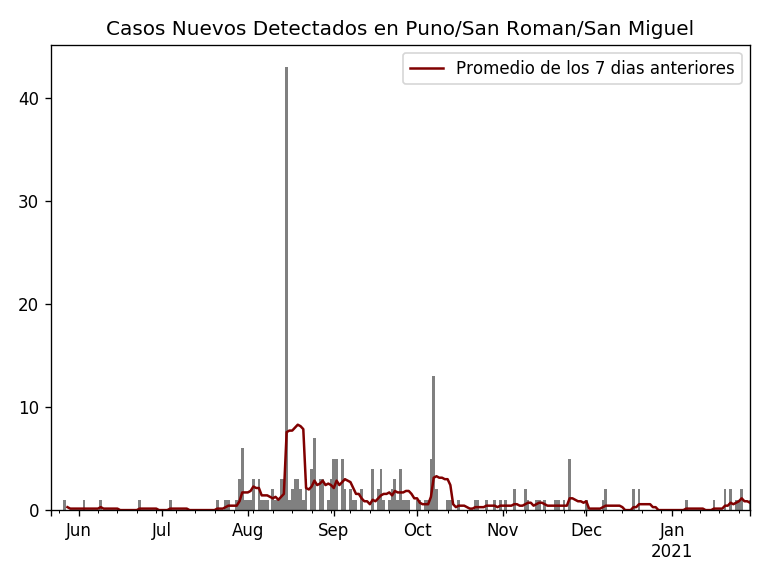 Casos Nuevos Detectados en Puno/San Roman/San Miguel
Promedio de los 7 dias anteriores
40
30
20
10
0
Jun Jul Aug Sep Oct Nov Dec Jan
2021